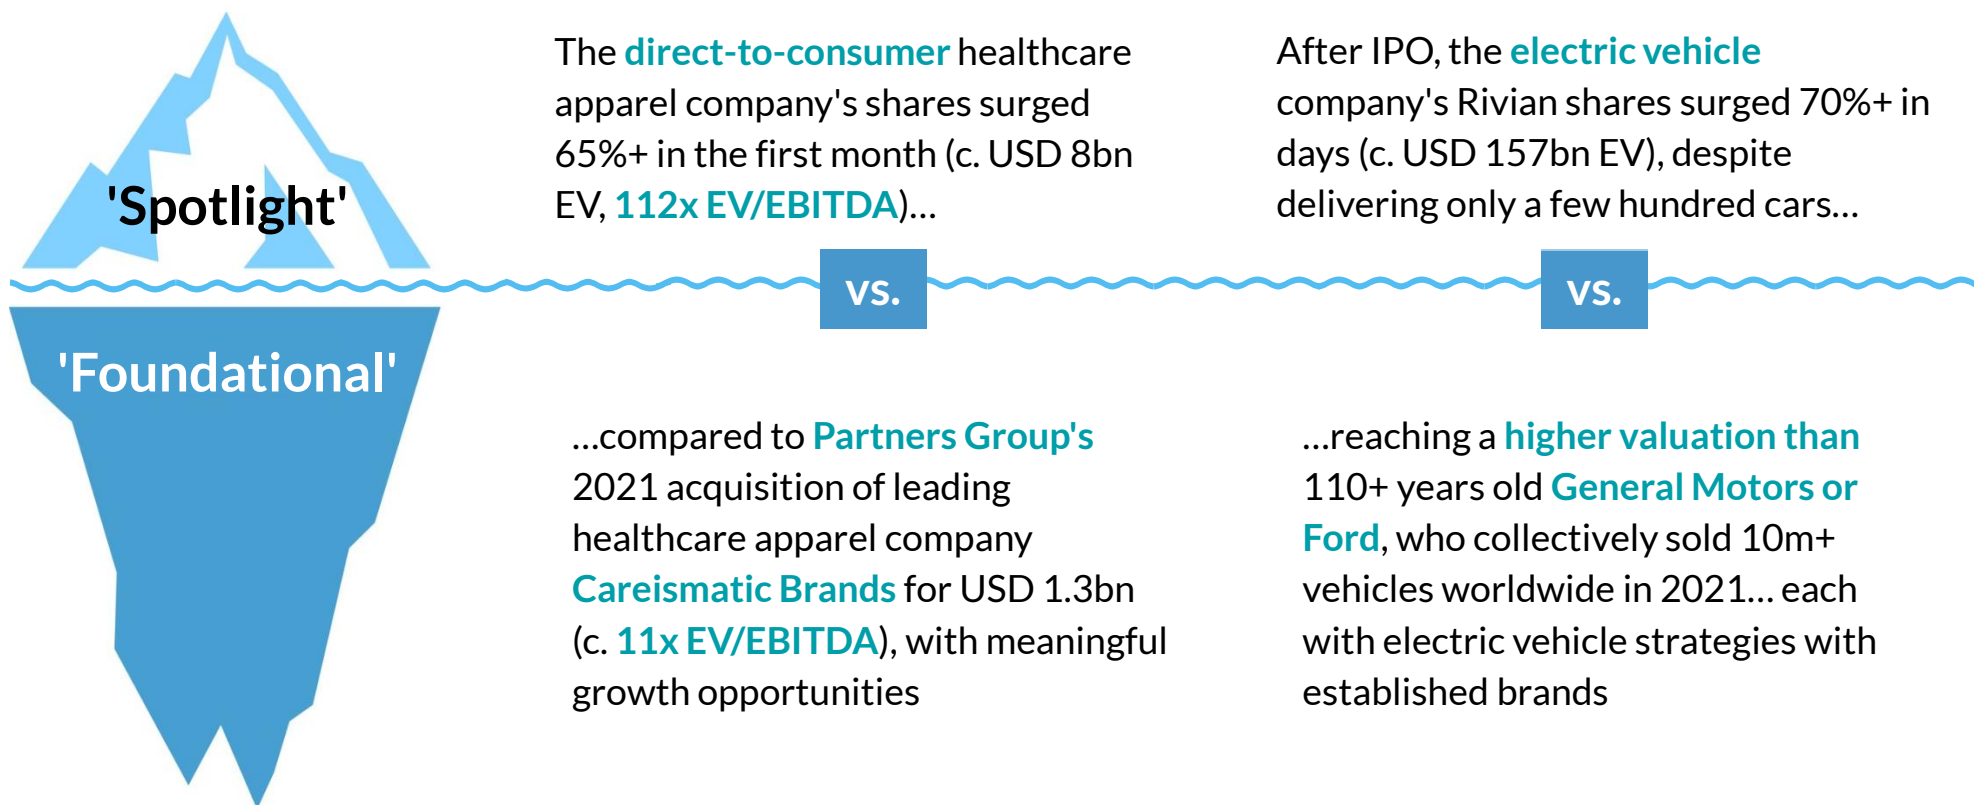 'Spotlight'
The direct-to-consumer healthcare
apparel company's shares surged
65%+ in the first month (c. USD 8bn
EV, 112x EV/EBITDA)...
After IPO, the electric vehicle
company's Rivian shares surged 70%+ in
days (c. USD 157bn EV), despite
delivering only a few hundred cars...
vs.
vs.
'Foundational'
...compared to Partners Group's
2021 acquisition of leading
healthcare apparel company
Careismatic Brands for USD 1.3bn
(c. 11x EV/EBITDA), with meaningful
growth opportunities
...reaching a higher valuation than
110+ years old General Motors or
Ford, who collectively sold 10m+
vehicles worldwide in 2021... each
with electric vehicle strategies with
established brands